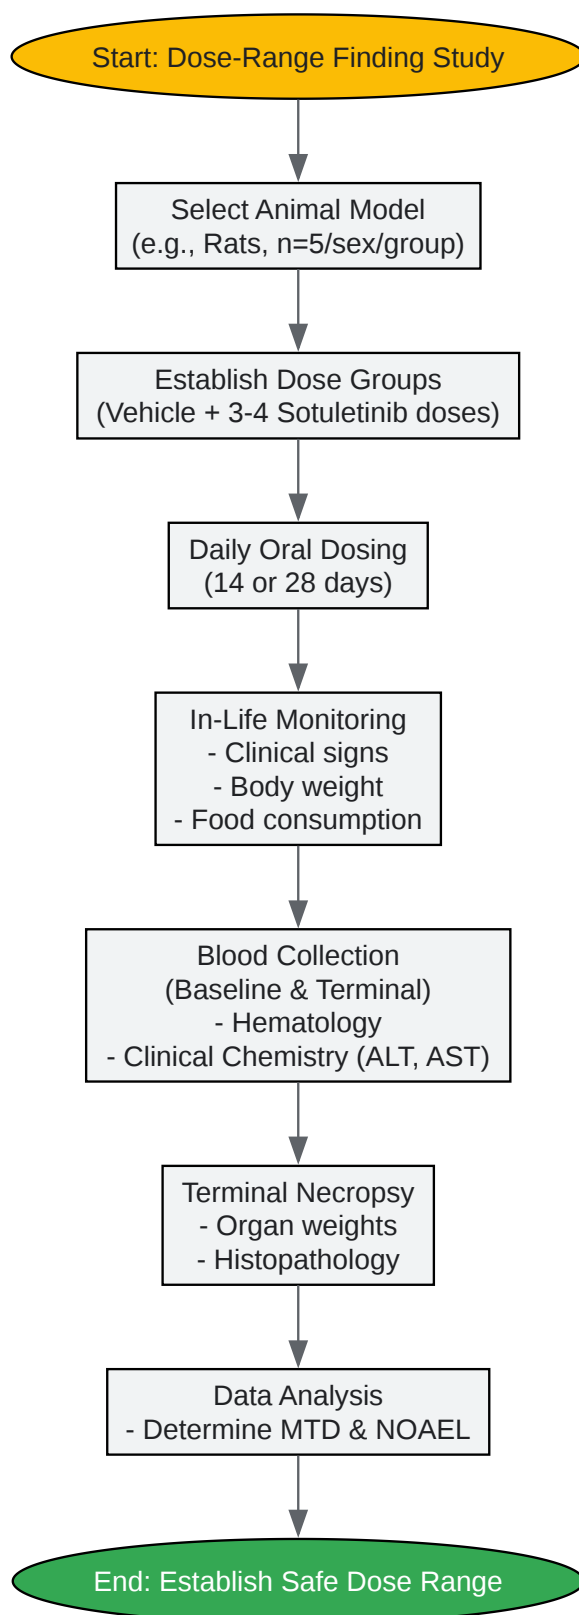 Start: Dose-Range Finding Study
Select Animal Model
(e.g., Rats, n=5/sex/group)
Establish Dose Groups
(Vehicle + 3-4 Sotuletinib doses)
Daily Oral Dosing
(14 or 28 days)
In-Life Monitoring
- Clinical signs
- Body weight
- Food consumption
Blood Collection
(Baseline & Terminal)
- Hematology
- Clinical Chemistry (ALT, AST)
Terminal Necropsy
- Organ weights
- Histopathology
Data Analysis
- Determine MTD & NOAEL
End: Establish Safe Dose Range